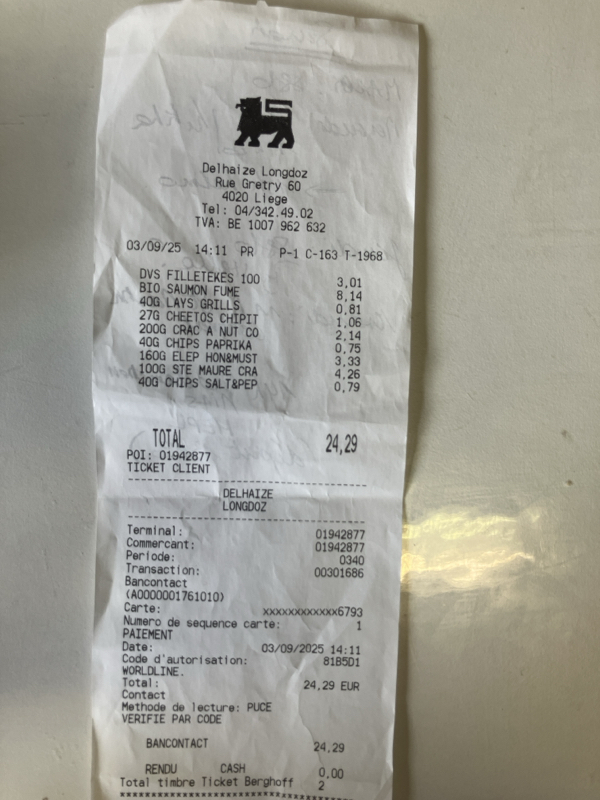 Delhaize Longdoz
Rue Gretry 60
4020 Liege
Tel: 04/342.49.02
TVA: BE 1007 962 632
03/09/25 14:11 PR P-1 C-163 T-1968
DVS FILLETEKES 100 3,01
BIO SAUMON FUME 8,14
40G LAYS GRILLS 0,81
27G CHEETOS CHIPIT 1,06
200G CRAC A NUT CO 2,14
40G CHIPS PAPRIKA 0,75
160G ELEP HON&MUST 3,33
100G STE MAURE CRA 4,26
40G CHIPS SALT&PEP 0,79
TOTAL 24,29
POI: 01942877
TICKET CLIENT
DELHAIZE
LONGDOZ
Terminal: 01942877
Commercant: 01942877
Periode: 0340
Transaction: 00301686
Bancontact
(A0000001761010)
Carte: xxxxxxxxxxxx6793
Numero de sequence carte: 1
PAIEMENT
Date: 03/09/2025 14:11
Code d'autorisation: 81B5D1
WORLDLINE.
Total: 24,29 EUR
Contact
Methode de lecture: PUCE
VERIFIE PAR CODE
BANCONTACT 24,29
RENDU CASH 0,00
Total timbre Ticket Berghoff 2